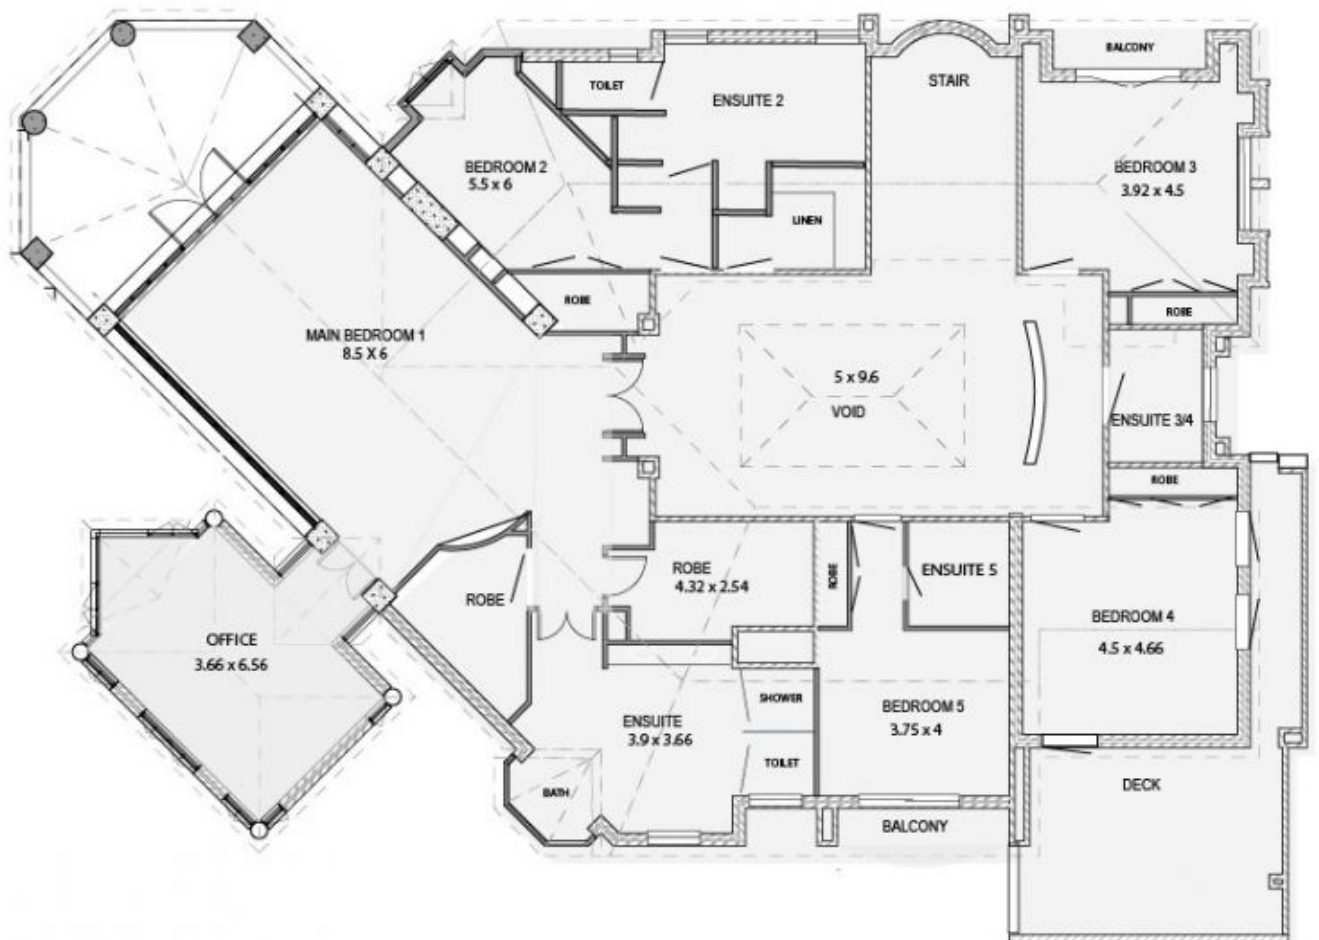 BALCONY
STAIR
TOILET
ENSUITE 2
BEDROOM 2
5.5 x 6
BEDROOM 3
3.92 x 4.5
LINEN
ROBE
ROBE
MAIN BEDROOM 1
8.5 X 6
5 x 9.6
VOID
ENSUITE 3/4
ROBE
ROBE
4.32 x 2.54
ROBE
ENSUITE 5
ROBE
BEDROOM 4
4.5 x 4.66
OFFICE
3.66 x 6.56
SHOWER
BEDROOM 5
3.75 x 4
ENSUITE
3.9 x 3.66
TOILET
DECK
BATH
BALCONY